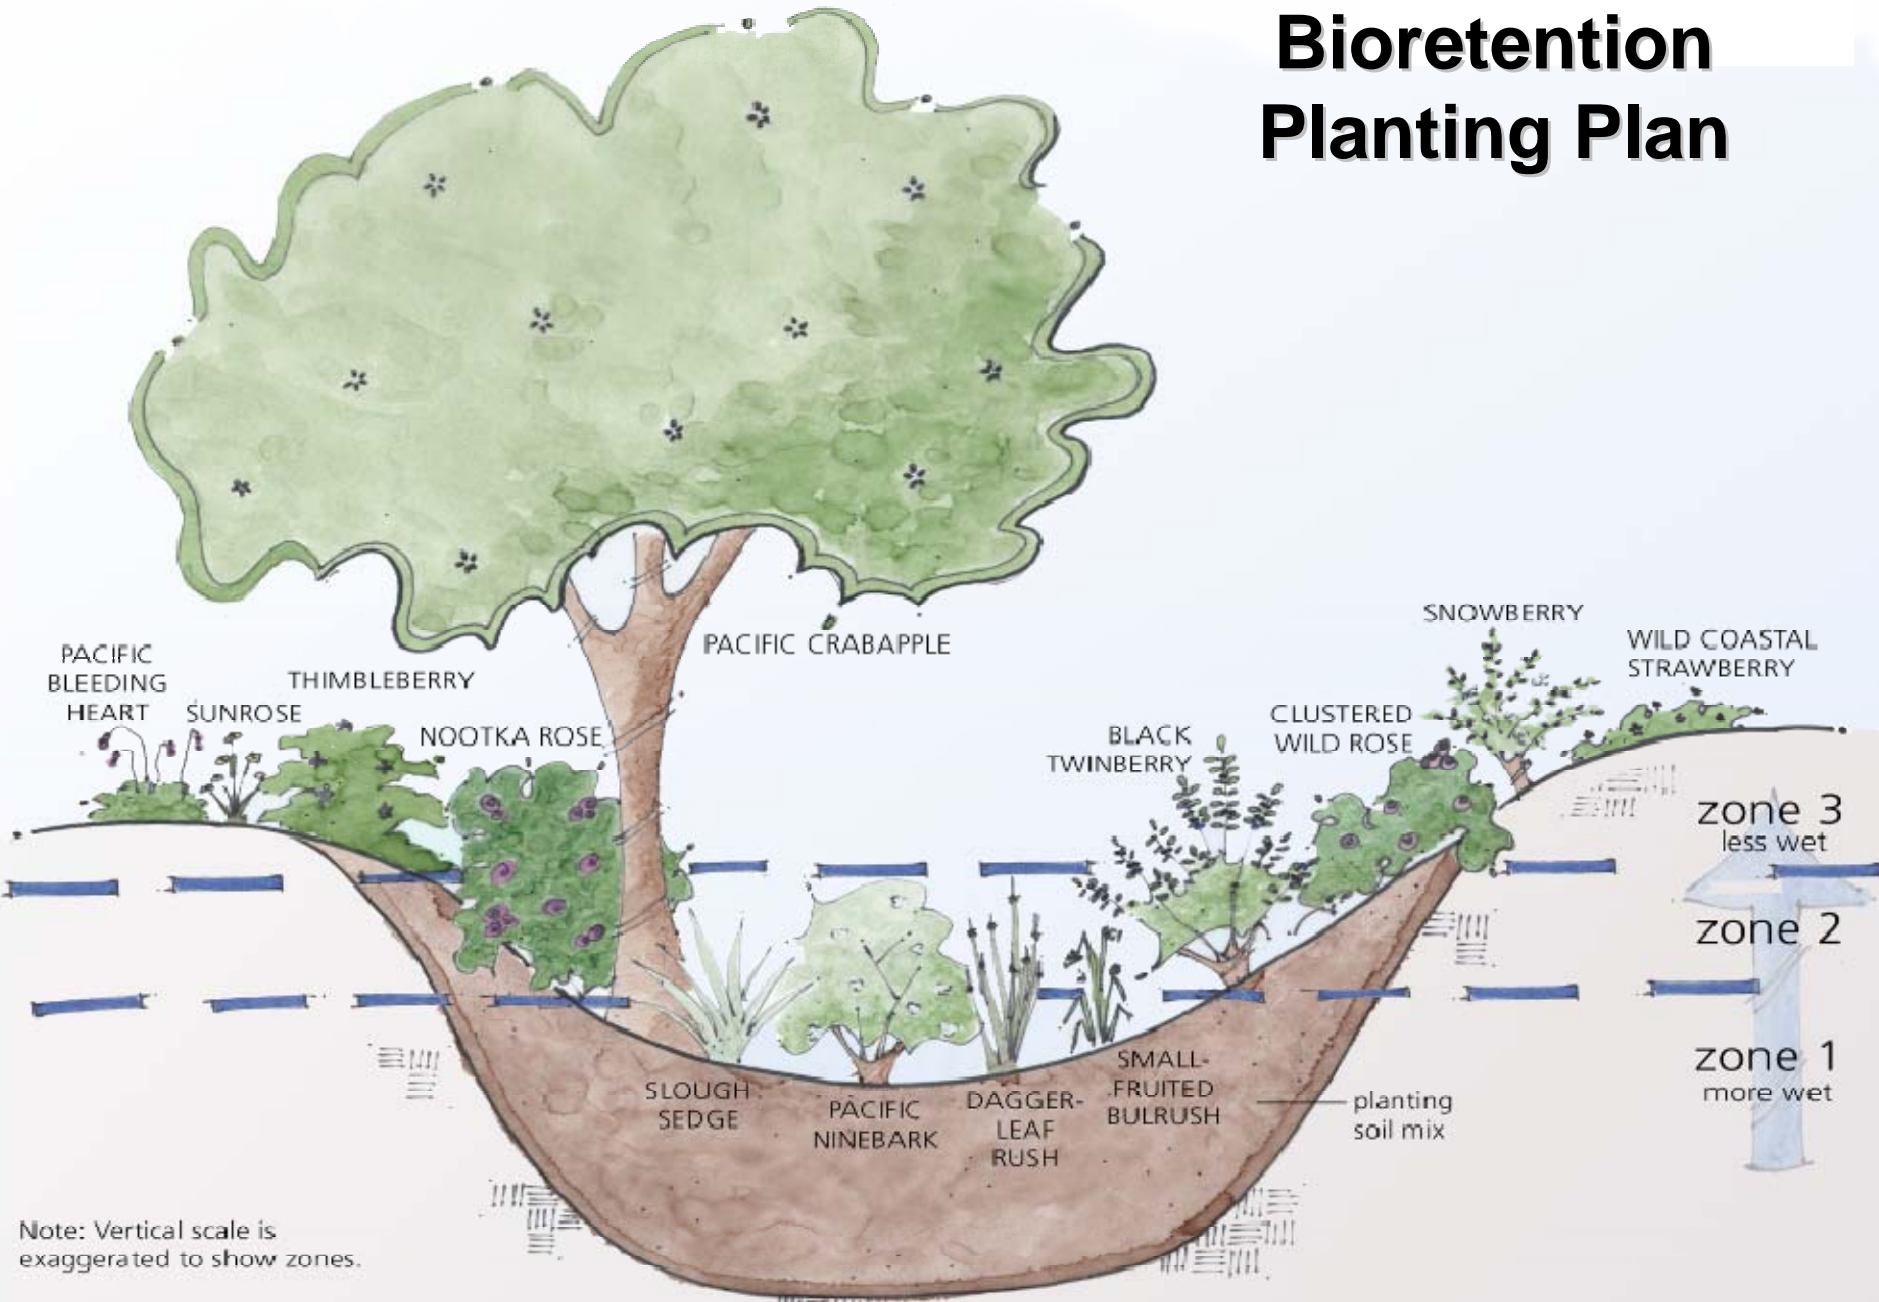 Bioretention
Planting Plan
SNOWBERRY
WILD COASTAL
STRAWBERRY
PACIFIC CRABAPPLE
PACIFIC
BLEEDING
HEART
SUNROSE
THIMBLEBERRY
NOOTKA ROSE
BLACK
TWINBERRY
CLUSTERED
WILD ROSE
zone 3
less wet
zone 2
zone 1
more wet
SLOUGH
SEDGE
PACIFIC
NINEBARK
DAGGER-
LEAF
RUSH
SMALL-
FRUITED
BULRUSH
planting
soil mix
Note: Vertical scale is
exaggerated to show zones.